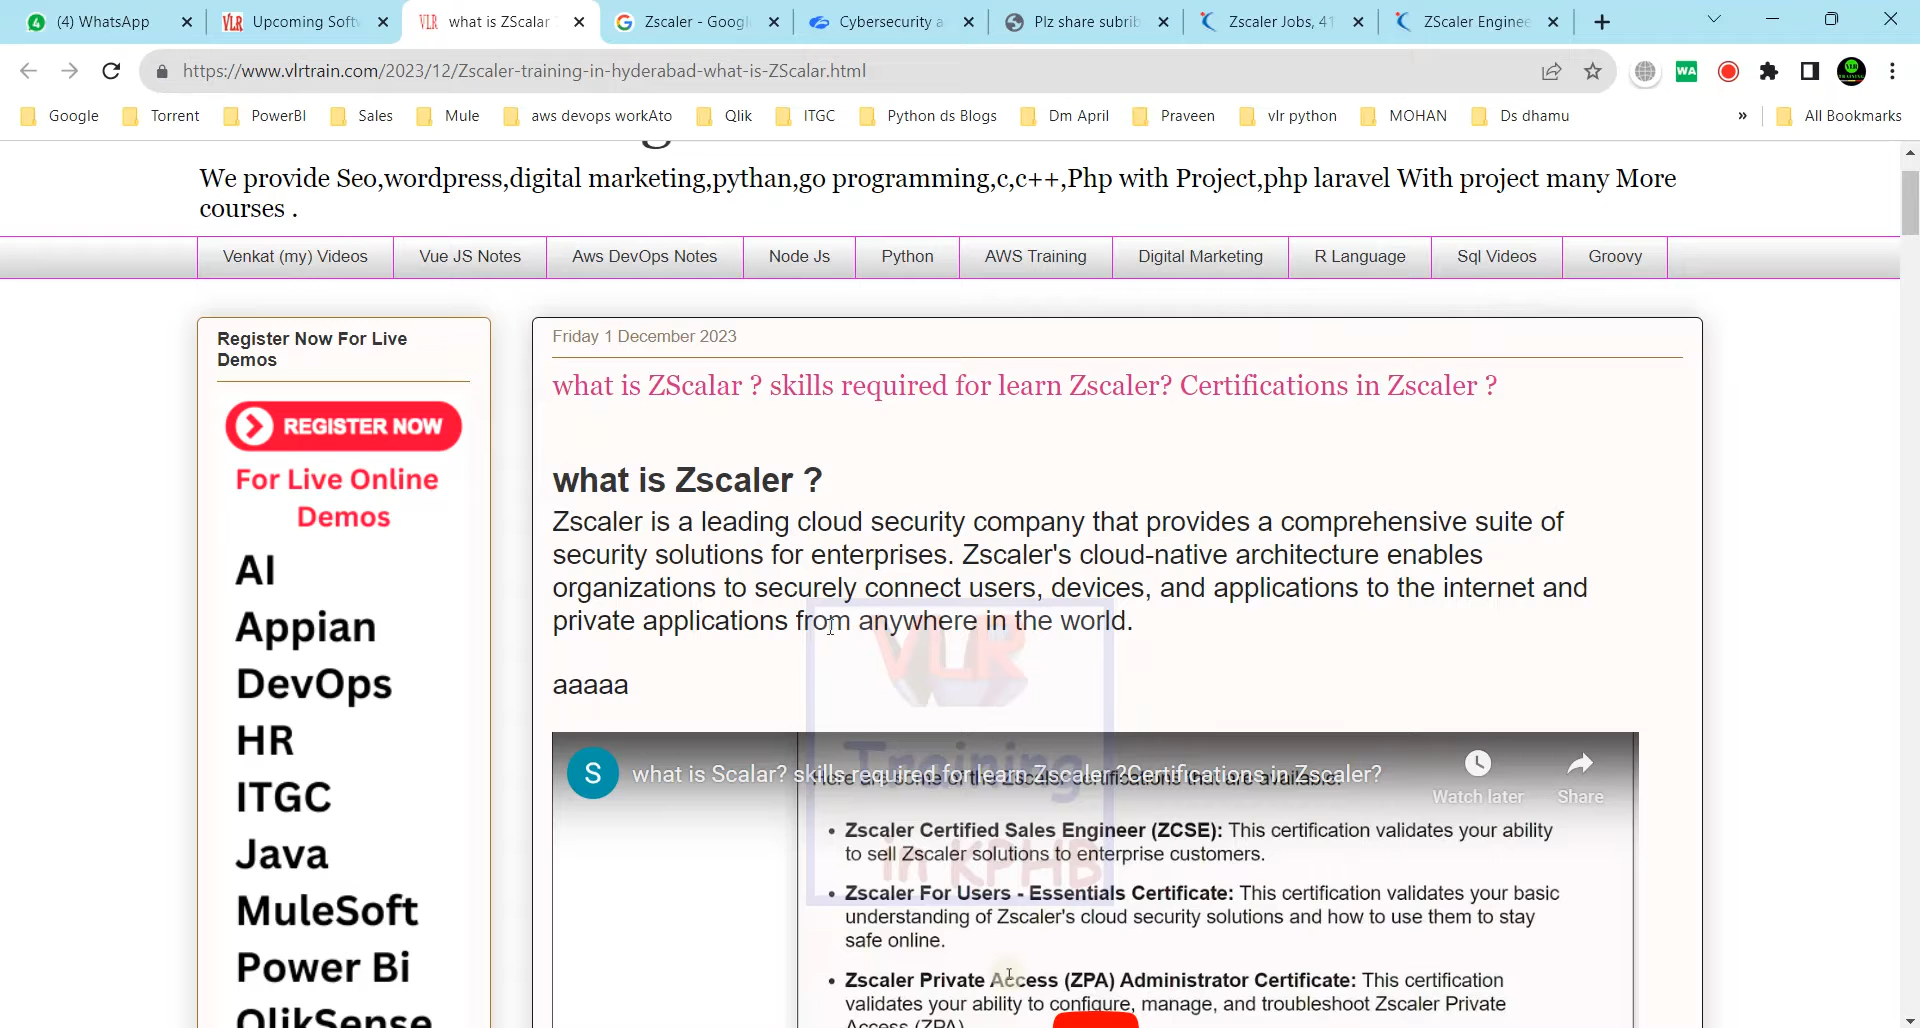 (4) WhatsApp
VLR Upcoming Soft
VLR what is ZScalar
Zscaler - Googl
Cybersecurity a
Plz share subrib
Zscaler Jobs, 41
ZScaler Enginee
https://www.vlrtrain.com/2023/12/Zscaler-training-in-hyderabad-what-is-ZScalar.html
WA
Google Torrent PowerBI Sales Mule aws devops workAto Qlik ITGC Python ds Blogs Dm April Praveen vlr python MOHAN Ds dhamu » All Bookmarks
We provide Seo,wordpress,digital marketing,pythan,go programming,c,c++,Php with Project,php laravel With project many More
courses .
Venkat (my) Videos Vue JS Notes Aws DevOps Notes Node Js Python AWS Training Digital Marketing R Language Sql Videos Groovy
Register Now For Live
Demos
REGISTER NOW
For Live Online
Demos
AI
Appian
DevOps
HR
ITGC
Java
MuleSoft
Power Bi
QlikSense
Friday 1 December 2023
what is ZScalar ? skills required for learn Zscaler? Certifications in Zscaler ?
what is Zscaler ?
Zscaler is a leading cloud security company that provides a comprehensive suite of
security solutions for enterprises. Zscaler's cloud-native architecture enables
organizations to securely connect users, devices, and applications to the internet and
private applications from anywhere in the world.
aaaaa
VLR
Training
in KPHB
S
what is Scalar? skills required for learn Zscaler ?Certifications in Zscaler?
Watch later
Share
Zscaler Certified Sales Engineer (ZCSE): This certification validates your ability
to sell Zscaler solutions to enterprise customers.
Zscaler For Users - Essentials Certificate: This certification validates your basic
understanding of Zscaler's cloud security solutions and how to use them to stay
safe online.
Zscaler Private Access (ZPA) Administrator Certificate: This certification
validates your ability to configure, manage, and troubleshoot Zscaler Private
Access (ZPA)